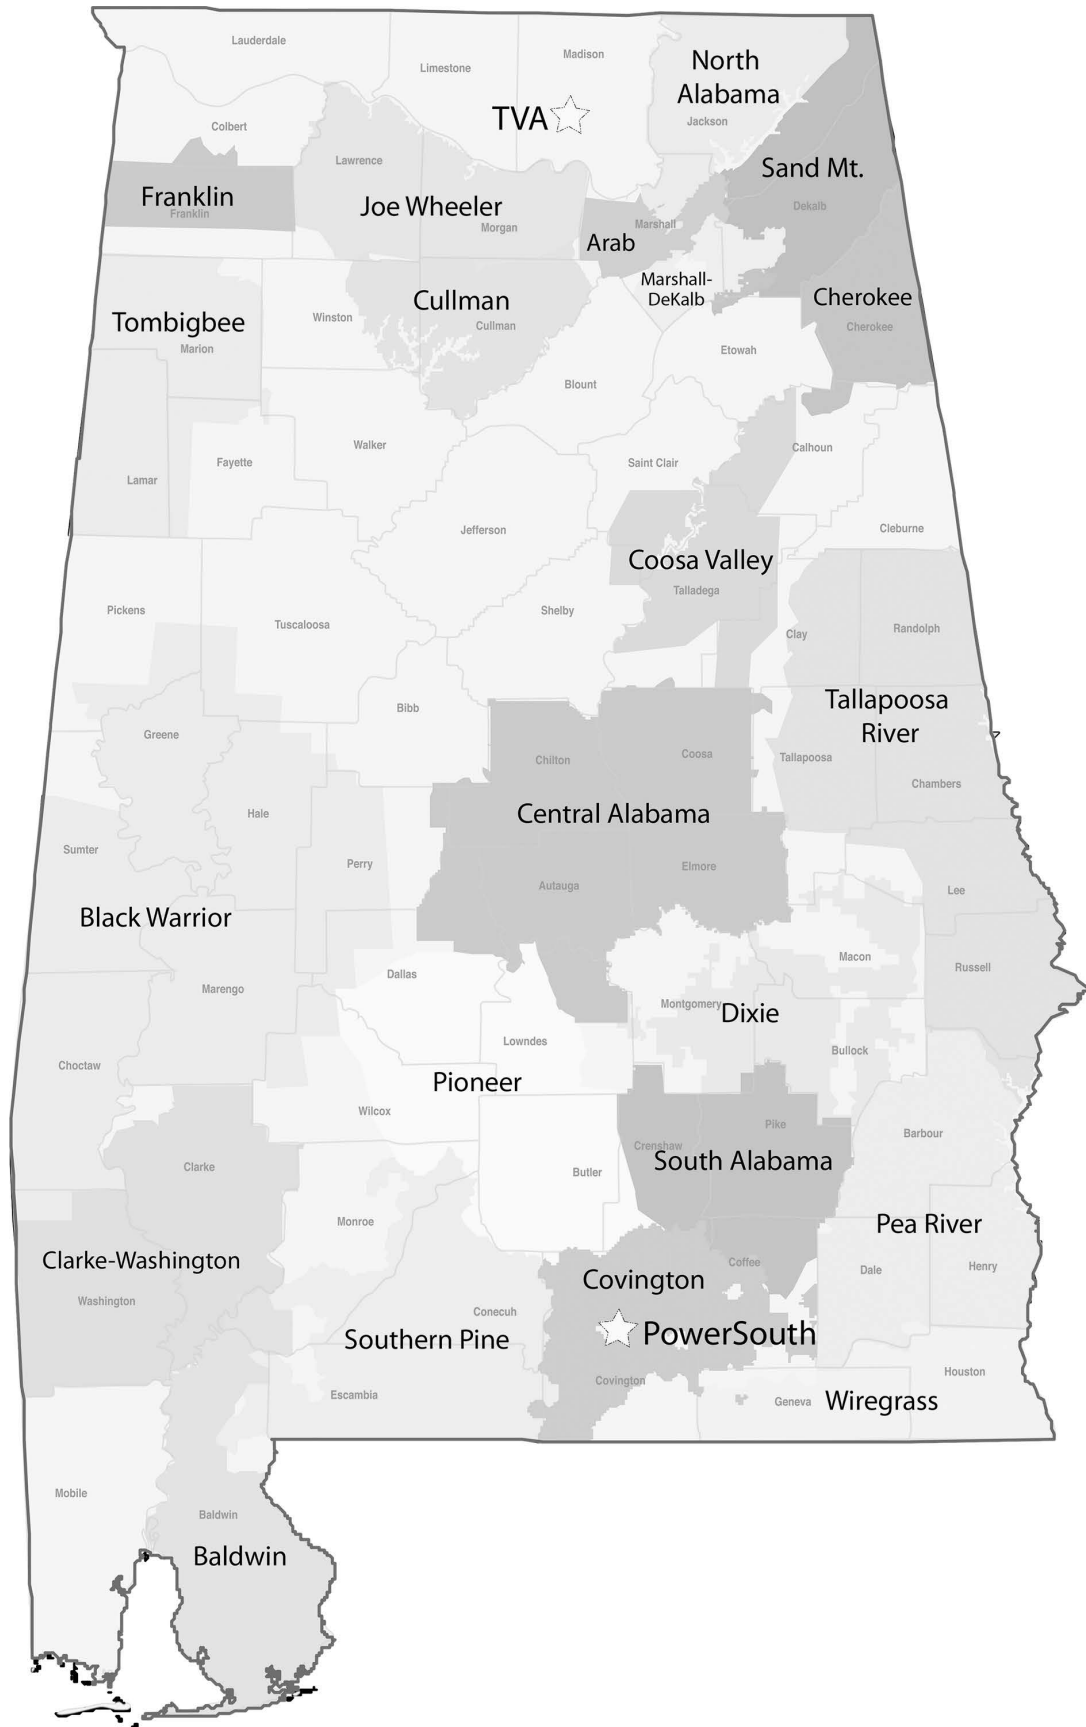 Lauderdale
Limestone
Madison
North
Alabama
TVA
Jackson
Colbert
Lawrence
Sand Mt.
Franklin
Franklin
Joe Wheeler
Morgan
Dekalb
Marshall
Arab
Marshall-
DeKalb
Cherokee
Cherokee
Cullman
Cullman
Tombigbee
Winston
Marion
Etowah
Blount
Walker
Calhoun
Fayette
Saint Clair
Lamar
Jefferson
Cleburne
Coosa Valley
Talladega
Pickens
Shelby
Tuscaloosa
Clay
Randolph
Tallapoosa
River
Bibb
Greene
Chilton
Coosa
Tallapoosa
Chambers
Central Alabama
Hale
Sumter
Perry
Elmore
Autauga
Lee
Black Warrior
Macon
Dallas
Russell
Marengo
Montgomery
Dixie
Lowndes
Bullock
Choctaw
Pioneer
Wilcox
Pike
Barbour
Crenshaw
South Alabama
Clarke
Butler
Monroe
Pea River
Clarke-Washington
Coffee
Dale
Henry
Covington
Washington
Conecuh
Southern Pine
PowerSouth
Houston
Covington
Escambia
Geneva
Wiregrass
Mobile
Baldwin
Baldwin